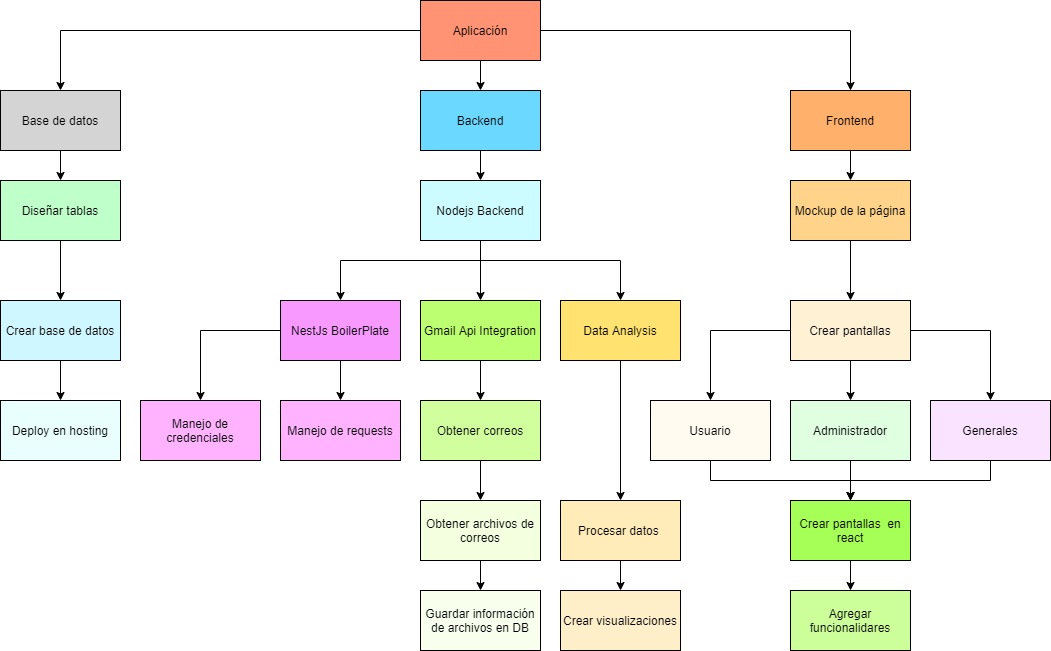 Aplicación
Base de datos
Backend
Frontend
Diseñar tablas
Nodejs Backend
Mockup de la página
Crear base de datos
NestJs BoilerPlate
Gmail Api Integration
Data Analysis
Crear pantallas
Deploy en hosting
Manejo de
credenciales
Manejo de requests
Obtener correos
Usuario
Administrador
Generales
Obtener archivos de
correos
Procesar datos
Crear pantallas  en
react
Guardar información
de archivos en DB
Crear visualizaciones
Agregar
funcionalidares